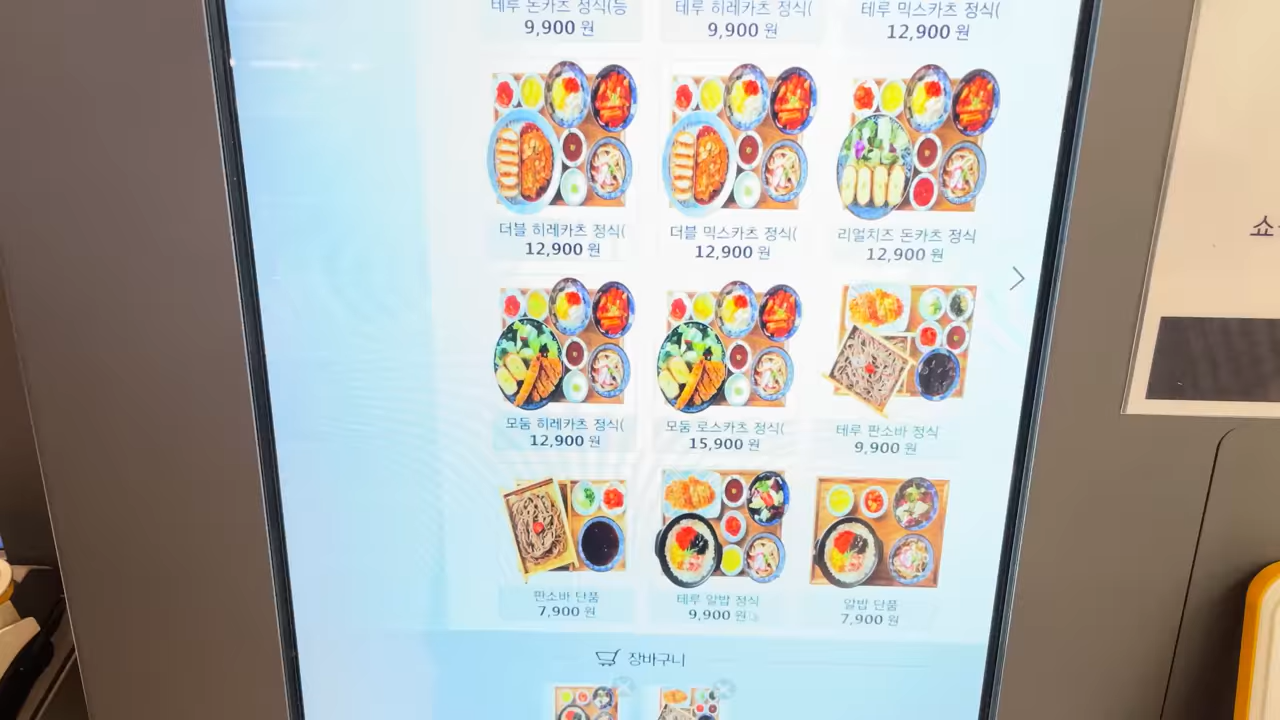 테루 돈카츠 정식(등
9,900 원
테루 히레카츠 정식(
9,900 원
테루 믹스카츠 정식(
12,900 원
더블 히레카츠 정식(
12,900 원
더블 믹스카츠 정식(
12,900 원
리얼치즈 돈카츠 정식
12,900 원
모둠 히레카츠 정식(
12,900 원
모둠 로스카츠 정식(
15,900 원
테루 판소바 정식
9,900 원
판소바 단품
7,900 원
테루 알밥 정식
9,900 원
알밥 단품
7,900 원
장바구니
쇼